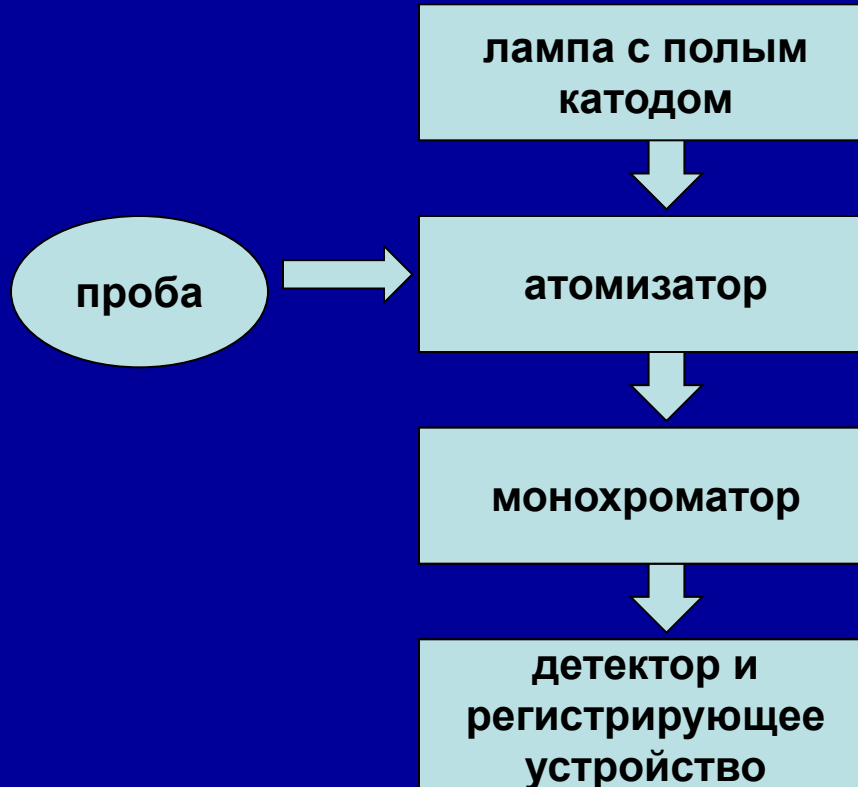 лампа с полым
катодом
проба
атомизатор
монохроматор
детектор и
регистрирующее
устройство